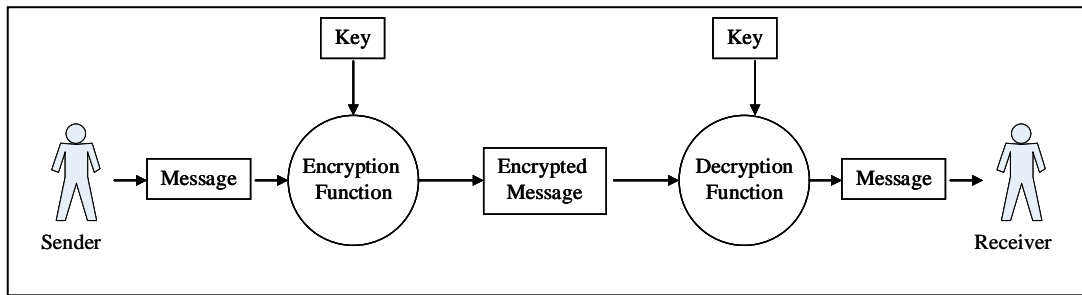 Key
Key
Message
Encryption
Function
Encrypted
Message
Decryption
Function
Message
Sender
Receiver